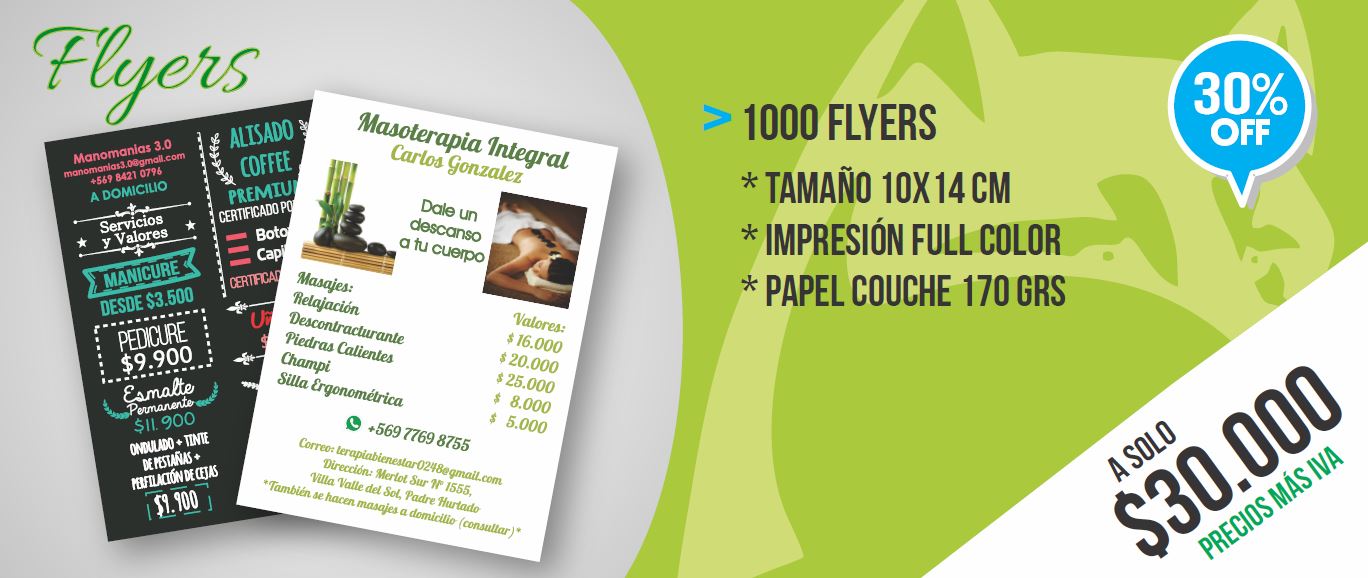 Flyers
Manomanias 3.0
manomanias3.0@gmail.com
+569 8421 0796
A DOMICILIO
Servicios
y Valores
MANICURE
DESDE $3.500
PEDICURE
$9.900
Esmalte
Permanente
$11.900
ONDULADO + TINTE
DE PESTAÑAS +
PERFILACIÓN DE CEJAS
$9.900
ALISADO
COFFEE
PREMIUM
CERTIFICADO
Masoterapia Integral
Carlos Gonzalez
Dale un
descanso
a tu cuerpo
Masajes:
Relajación
Descontracturante
Piedras Calientes
Champi
Silla Ergonométrica
Valores:
$ 16.000
$ 20.000
$ 25.000
$ 8.000
$ 5.000
+569 7769 8755
Correo: terapiabienestar0248@gmail.com
Dirección: Merlot Sur Nº 1555,
Villa Valle del Sol, Padre Hurtado
*También se hacen masajes a domicilio (consultar)*
> 1000 FLYERS
* TAMAÑO 10X14 CM
* IMPRESIÓN FULL COLOR
* PAPEL COUCHE 170 GRS
30%
OFF
A SOLO
$30.000
PRECIOS MÁS IVA